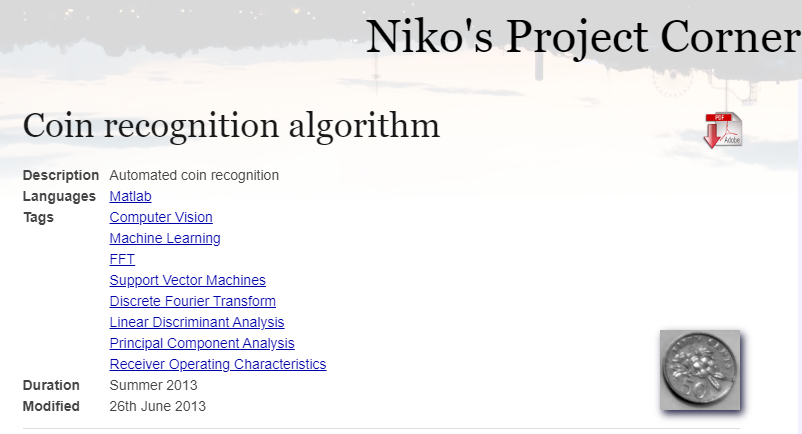 Niko's Project Corner
Coin recognition algorithm
PDF
Adobe
Description Automated coin recognition
Languages Matlab
Tags Computer Vision
Machine Learning
FFT
Support Vector Machines
Discrete Fourier Transform
Linear Discriminant Analysis
Principal Component Analysis
Receiver Operating Characteristics
50
Duration Summer 2013
Modified 26th June 2013